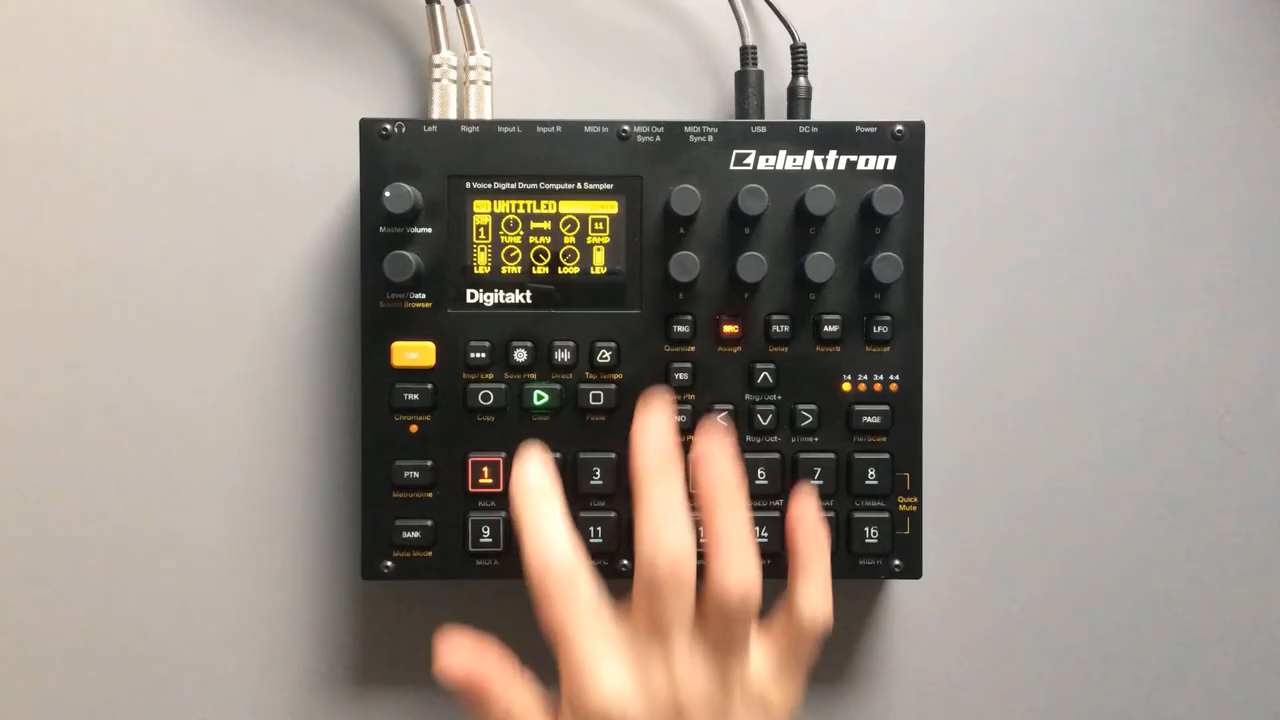 Left Right Input L Input R MIDI In MIDI Out MIDI Thru USB DC In Power
Sync A Sync B
elektron
8 Voice Digital Drum Computer & Sampler
UNTITLED
1 TUNE PLAY BR SAMP
11
LEV STRT LEN LOOP LEV
Digitakt
Master Volume
A B C D
Level/Data
Sound Browser
E F G H
TRIG SRC FLTR AMP LFO
Quantize Assign Delay Reverb Master
Imp/Exp Save Proj Direct Tap Tempo
YES
Rtrg/Oct+
1:4 2:4 3:4 4:4
TRK
Chromatic
Copy Clear Paste
NO
PAGE
Rtrg/Oct- µTime+ Fill/Scale
PTN
Metronome
1 3 6 7 8
KICK TOM HAT CYMBAL
Quick
Mute
BANK
Mute Mode
9 11 14 16
MIDI A MIDI H